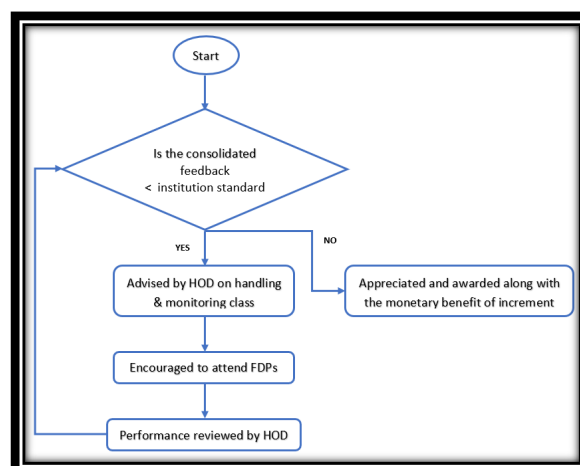 Start
Is the consolidated
feedback
< institution standard
YES
NO
Advised by HOD on handling
& monitoring class
Appreciated and awarded along with
the monetary benefit of increment
Encouraged to attend FDPs
Performance reviewed by HOD